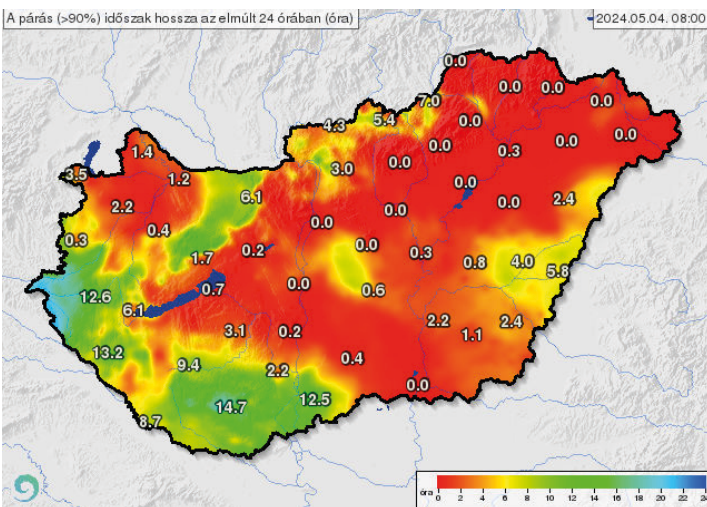 A párás (>90%) időszak hossza az elmúlt 24 órában (óra)
2024.05.04. 08:00
0.0
0.0 0.0
7.0 0.0
4.3 5.4 0.0
1.4 0.0 0.3 0.0 0.0
3.5 1.2 3.0 0.0
0.0
2.2 6.1 0.0 0.0 2.4
0.3 0.4 0.0
1.7 0.2 0.0 0.3 0.8 4.0 5.8
12.6 0.7 0.0 0.6
6.1
3.1 0.2 2.2 1.1 2.4
13.2 9.4 2.2 0.4
14.7 12.5 0.0
8.7
óra 0 2 4 6 8 10 12 14 16 18 20 22 24